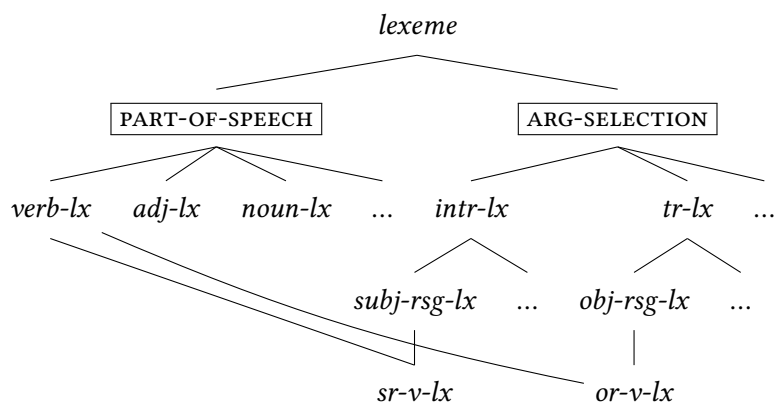 lexeme
PART-OF-SPEECH ARG-SELECTION
verb-lx adj-lx noun-lx ... intr-lx tr-lx ...
subj-rsg-lx ... obj-rsg-lx ...
sr-v-lx or-v-lx